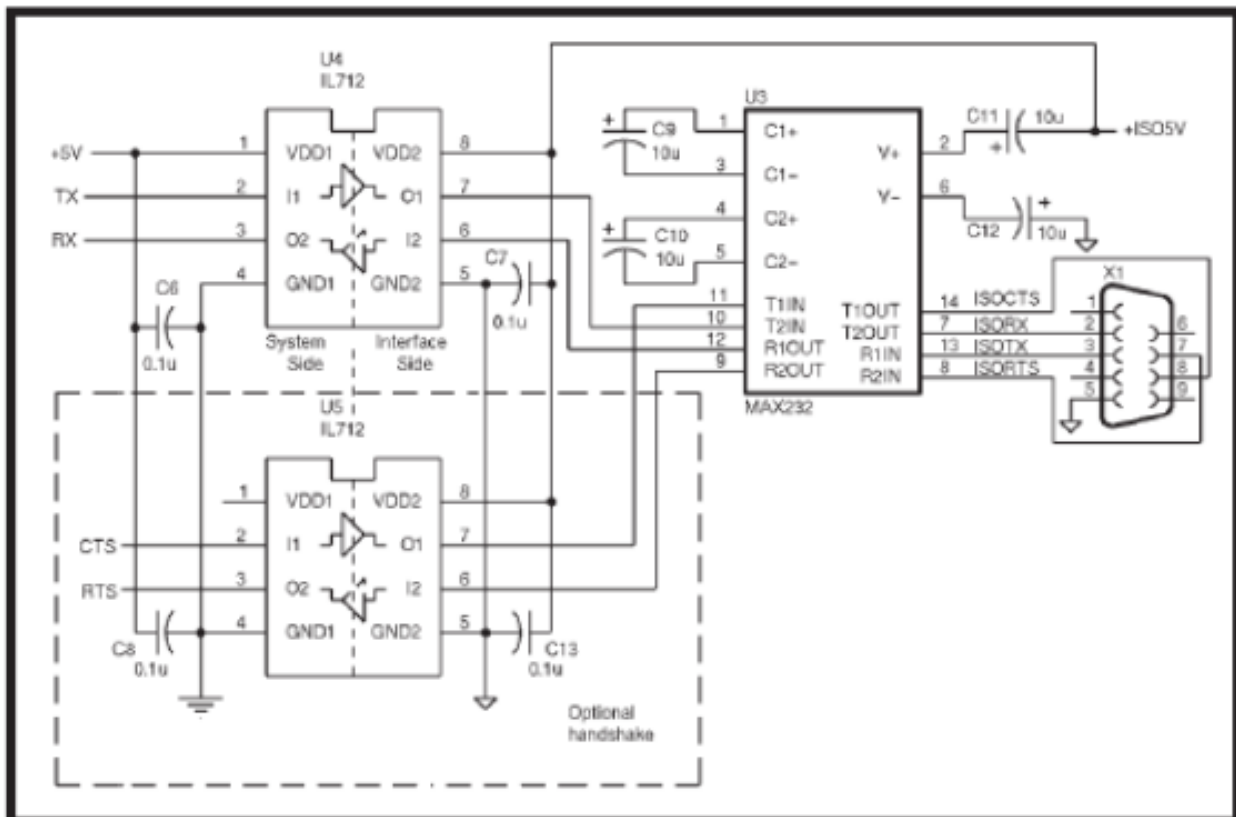 U4
IL712
+5V
1
VDD1
VDD2
8
TX
2
I1
O1
7
RX
3
O2
I2
6
4
GND1
GND2
5
System
Side
Interface
Side
C6
0.1u
C7
0.1u
U3
1
C1+
3
C1−
4
C2+
5
C2−
11
T1IN
10
T2IN
12
R1OUT
9
R2OUT
V+
2
V−
6
T1OUT
14
ISOCTS
T2OUT
7
ISORX
R1IN
13
ISOTX
R2IN
8
ISORTS
MAX232
+
C9
10u
+
C10
10u
C11
10u
+
+ISO5V
C12
+
10u
X1
1
2
3
4
5
6
7
8
9
U5
IL712
1
VDD1
VDD2
8
CTS
2
I1
O1
7
RTS
3
O2
I2
6
4
GND1
GND2
5
C8
0.1u
C13
0.1u
Optional
handshake